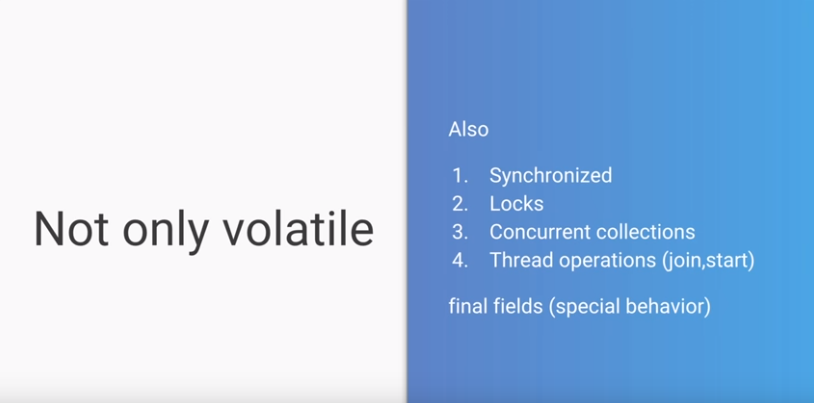 Not only volatile
Also
1. Synchronized
2. Locks
3. Concurrent collections
4. Thread operations (join,start)
final fields (special behavior)